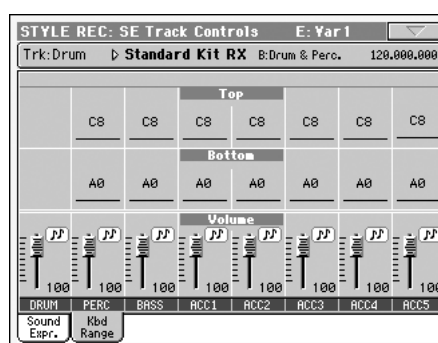 STYLE REC: SE Track Controls E: Var1
Trk:Drum Standard Kit RX B:Drum & Perc. 120.000.000
Top
C8 C8 C8 C8 C8 C8 C8
Bottom
A0 A0 A0 A0 A0 A0 A0
Volume
100 100 100 100 100 100 100 100
DRUM PERC BASS ACC1 ACC2 ACC3 ACC4 ACC5
Sound Expr. Kbd Range